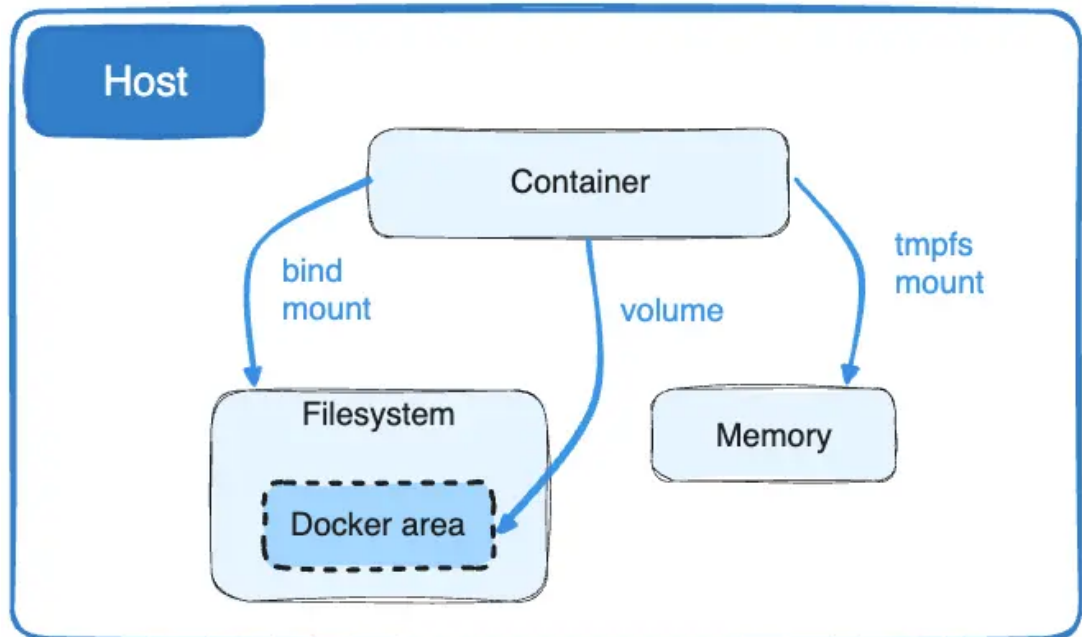 Host
Container
bind
mount
volume
tmpfs
mount
Filesystem
Docker area
Memory